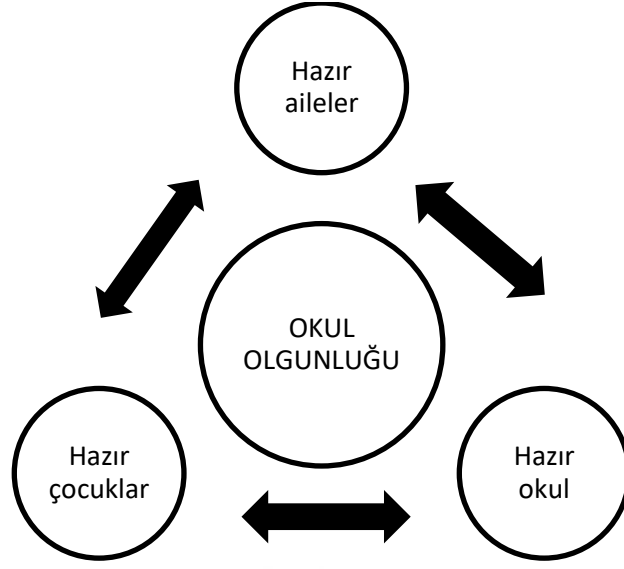 Hazır
aileler
OKUL
OLGUNLUĞU
Hazır
çocuklar
Hazır
okul